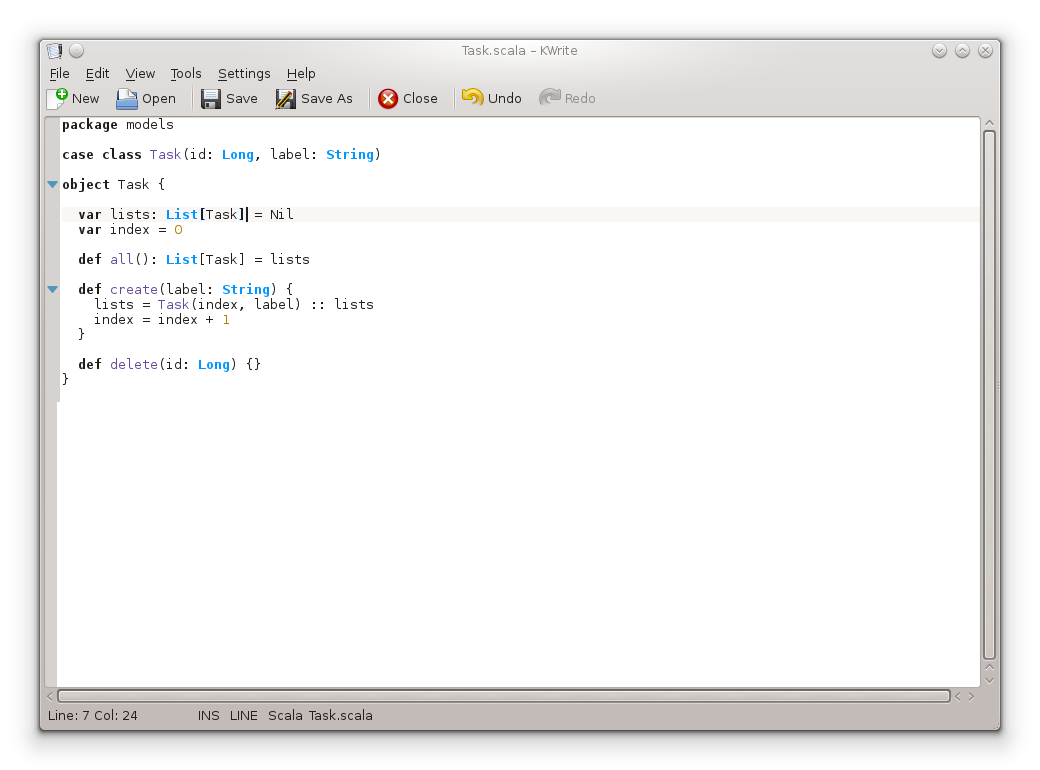 Task.scala – KWrite
File Edit View Tools Settings Help
New Open Save Save As Close Undo Redo
package models

case class Task(id: Long, label: String)

object Task {

  var lists: List[Task] = Nil
  var index = 0

  def all(): List[Task] = lists

  def create(label: String) {
    lists = Task(index, label) :: lists
    index = index + 1
  }

  def delete(id: Long) {}
}
Line: 7 Col: 24 INS LINE Scala Task.scala